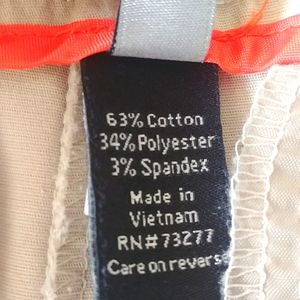 63% Cotton
34% Polyester
3% Spandex
Made in
Vietnam
RN# 73277
Care on reverse